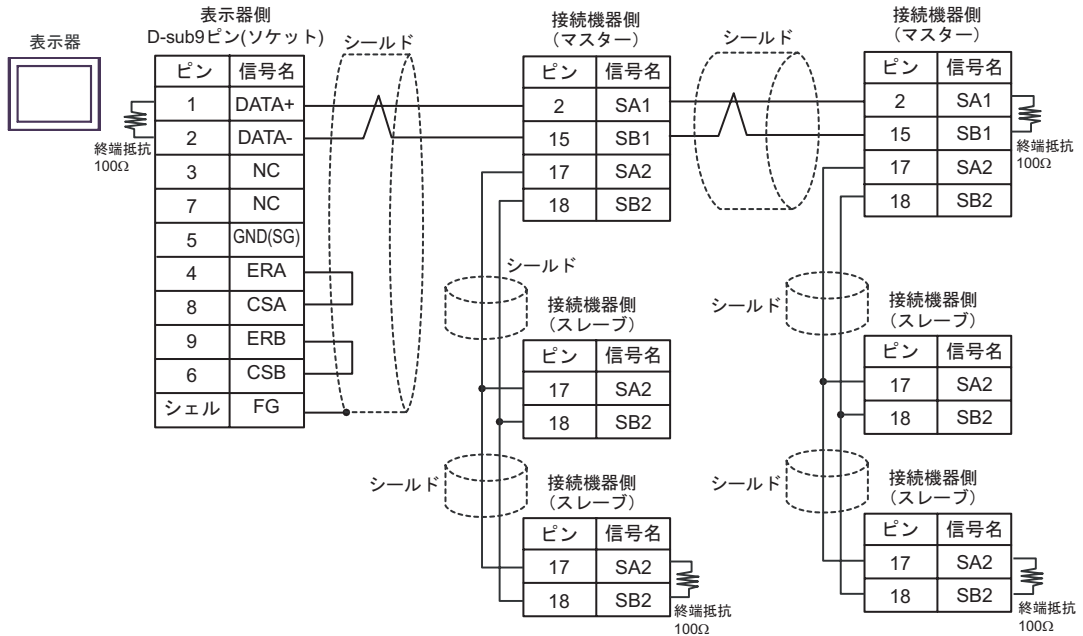 表示器
表示器側
D-sub9ピン(ソケット)
ピン 信号名
1 DATA+
2 DATA-
3 NC
7 NC
5 GND(SG)
4 ERA
8 CSA
9 ERB
6 CSB
シェル FG
終端抵抗
100Ω
シールド
接続機器側
（マスター）
ピン 信号名
2 SA1
15 SB1
17 SA2
18 SB2
シールド
接続機器側
（マスター）
ピン 信号名
2 SA1
15 SB1
17 SA2
18 SB2
終端抵抗
100Ω
シールド
接続機器側
（スレーブ）
ピン 信号名
17 SA2
18 SB2
シールド
接続機器側
（スレーブ）
ピン 信号名
17 SA2
18 SB2
シールド
接続機器側
（スレーブ）
ピン 信号名
17 SA2
18 SB2
終端抵抗
100Ω
シールド
接続機器側
（スレーブ）
ピン 信号名
17 SA2
18 SB2
終端抵抗
100Ω